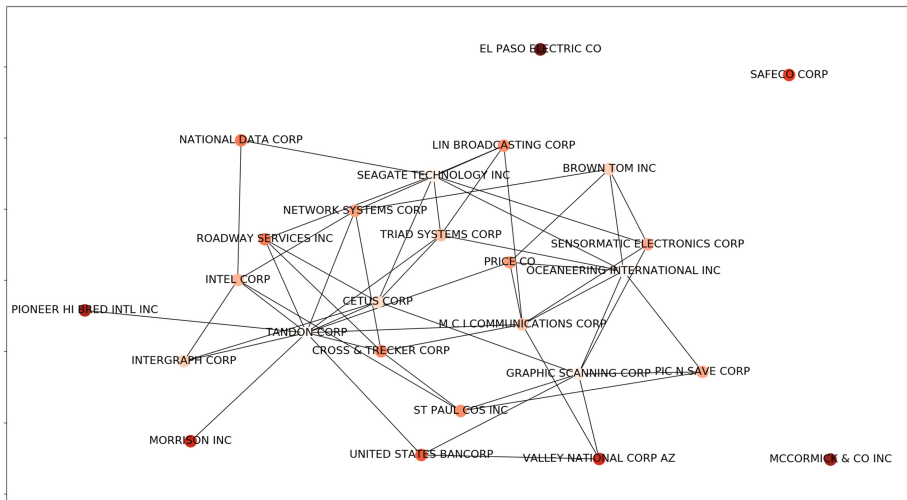 EL PASO ELECTRIC CO
SAFECO CORP
NATIONAL DATA CORP
LIN BROADCASTING CORP
BROWN TOM INC
SEAGATE TECHNOLOGY INC
NETWORK SYSTEMS CORP
TRIAD SYSTEMS CORP
ROADWAY SERVICES INC
SENSORMATIC ELECTRONICS CORP
PRICE CO
OCEANEERING INTERNATIONAL INC
INTEL CORP
CETUS CORP
PIONEER HI BRED INTL INC
M C I COMMUNICATIONS CORP
TANDON CORP
CROSS & TRECKER CORP
INTERGRAPH CORP
GRAPHIC SCANNING CORP
PIC N SAVE CORP
ST PAUL COS INC
MORRISON INC
UNITED STATES BANCORP
VALLEY NATIONAL CORP AZ
MCCORMICK & CO INC